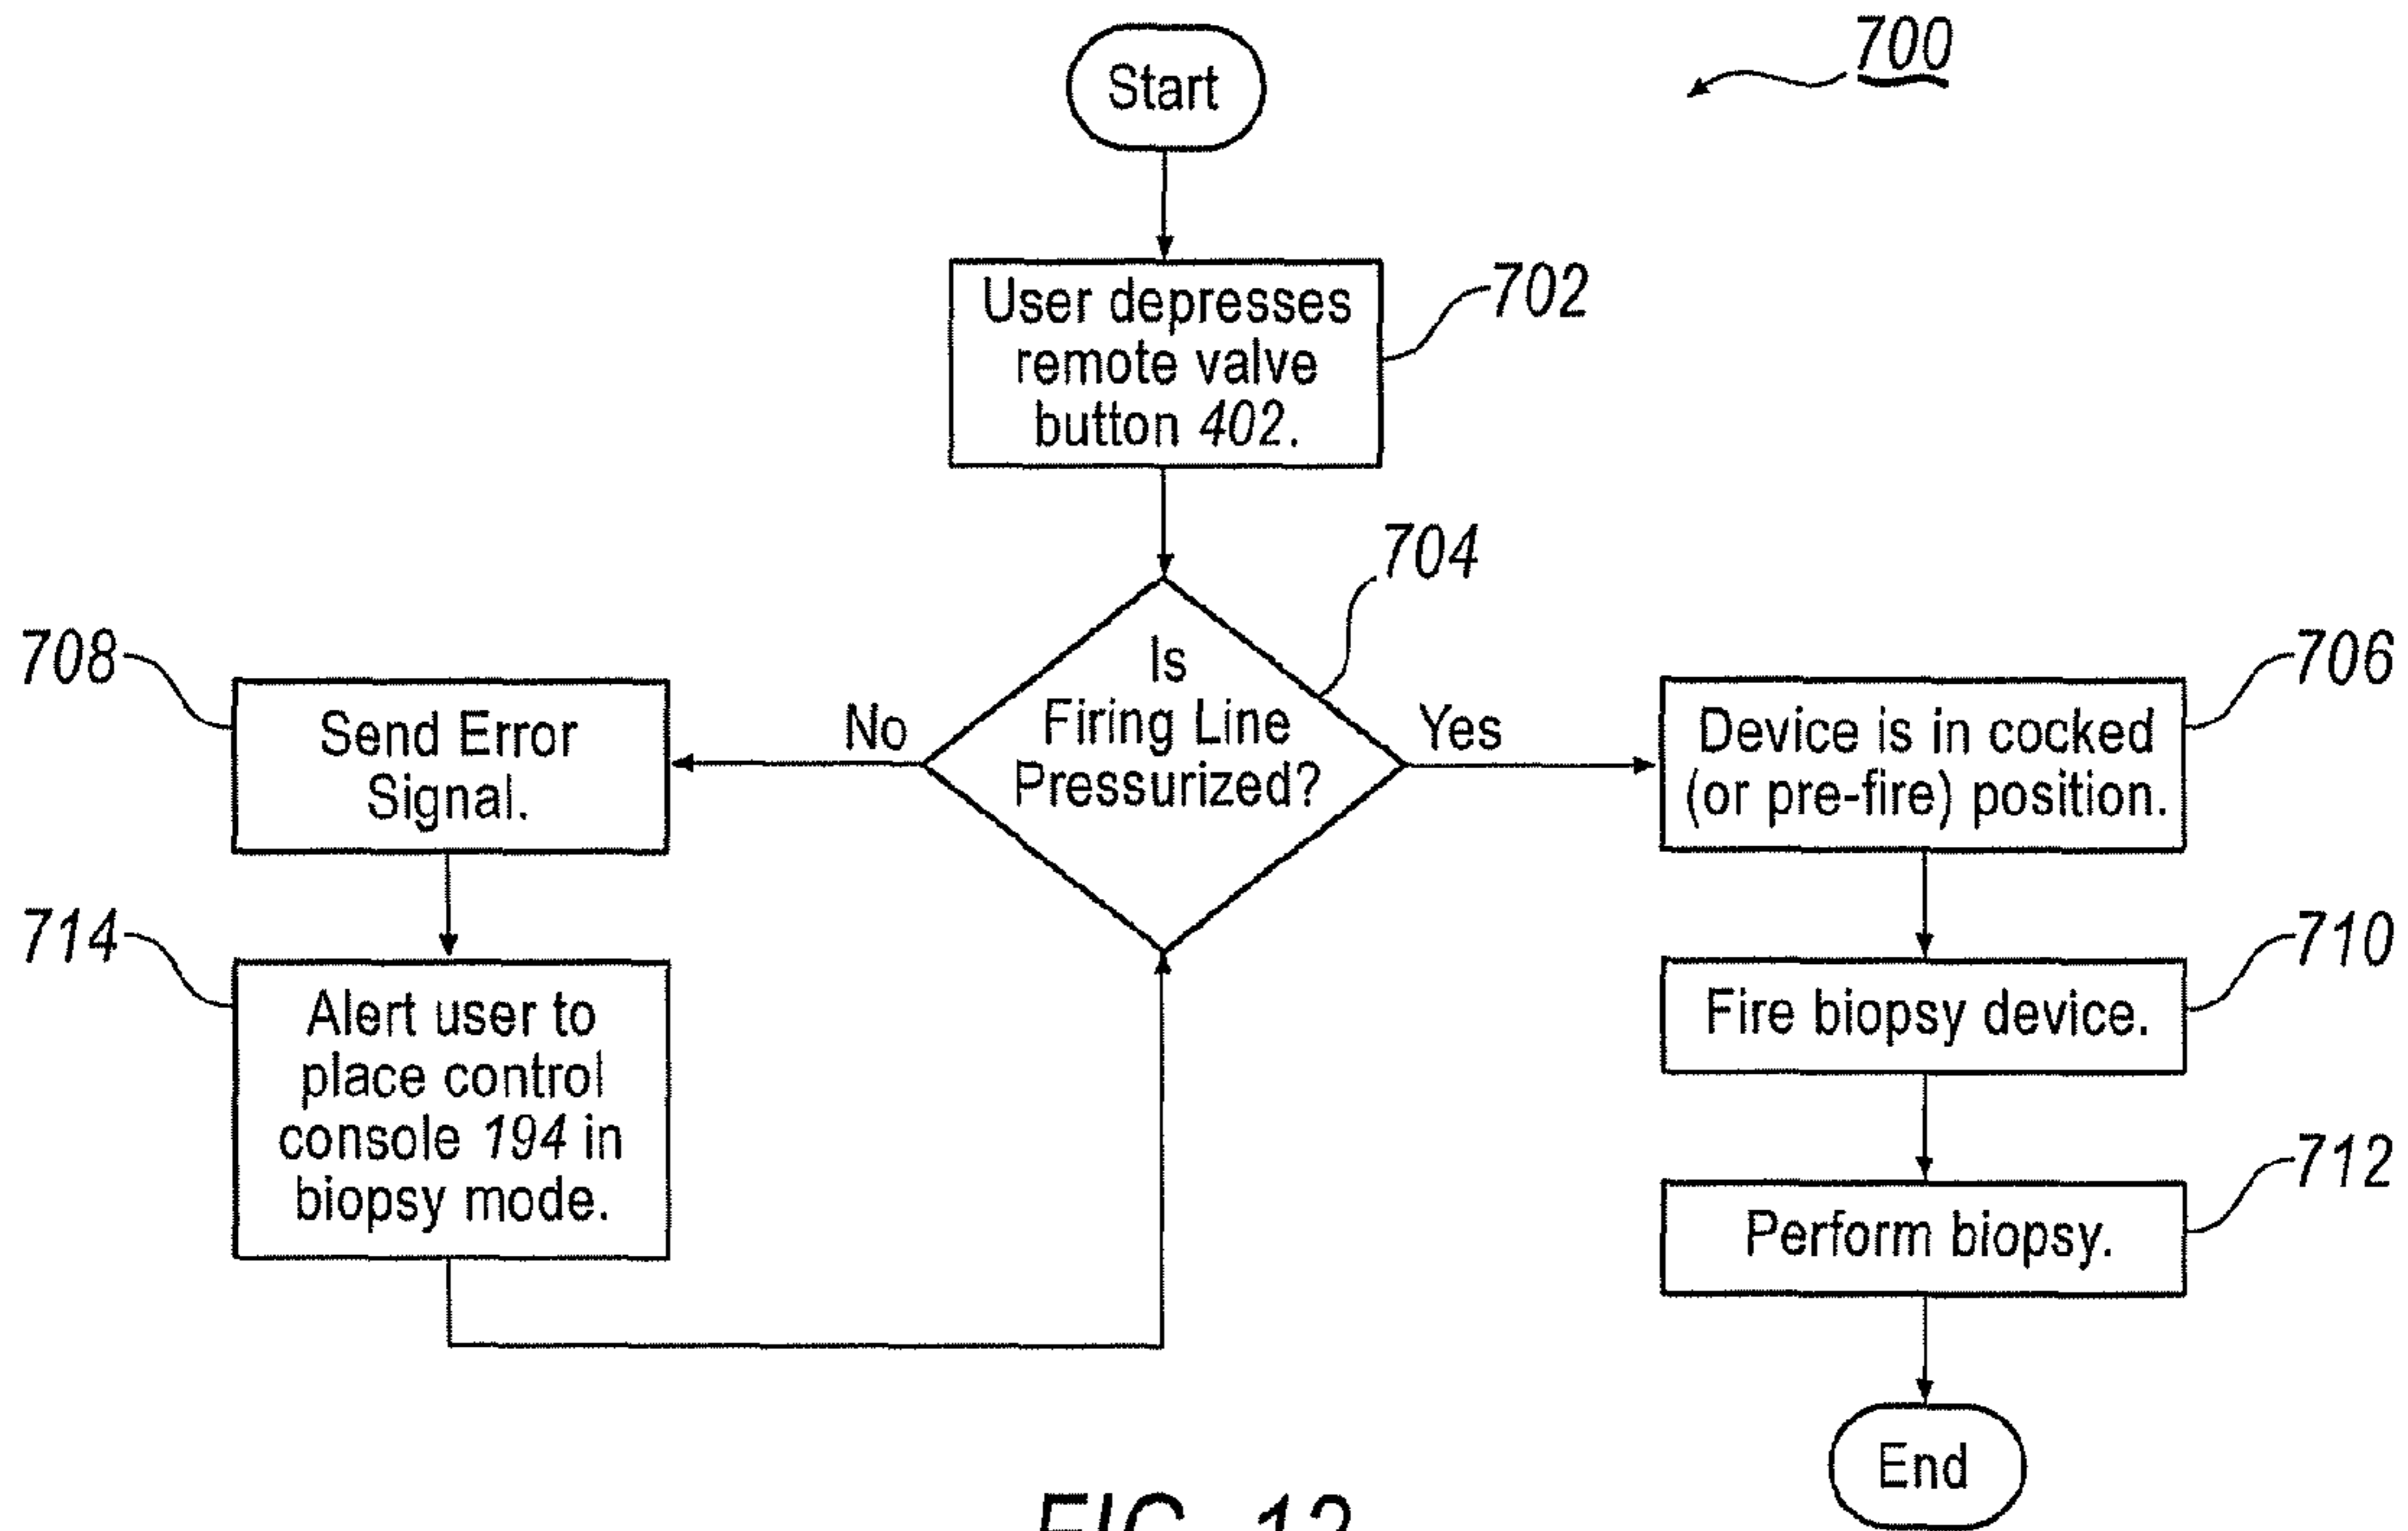 700
Start
User depresses
remote valve
button 402.
702
Is
Firing Line
Pressurized?
704
No
Yes
708
Send Error
Signal.
706
Device is in cocked
(or pre-fire) position.
714
Alert user to
place control
console 194 in
biopsy mode.
710
Fire biopsy device.
712
Perform biopsy.
End